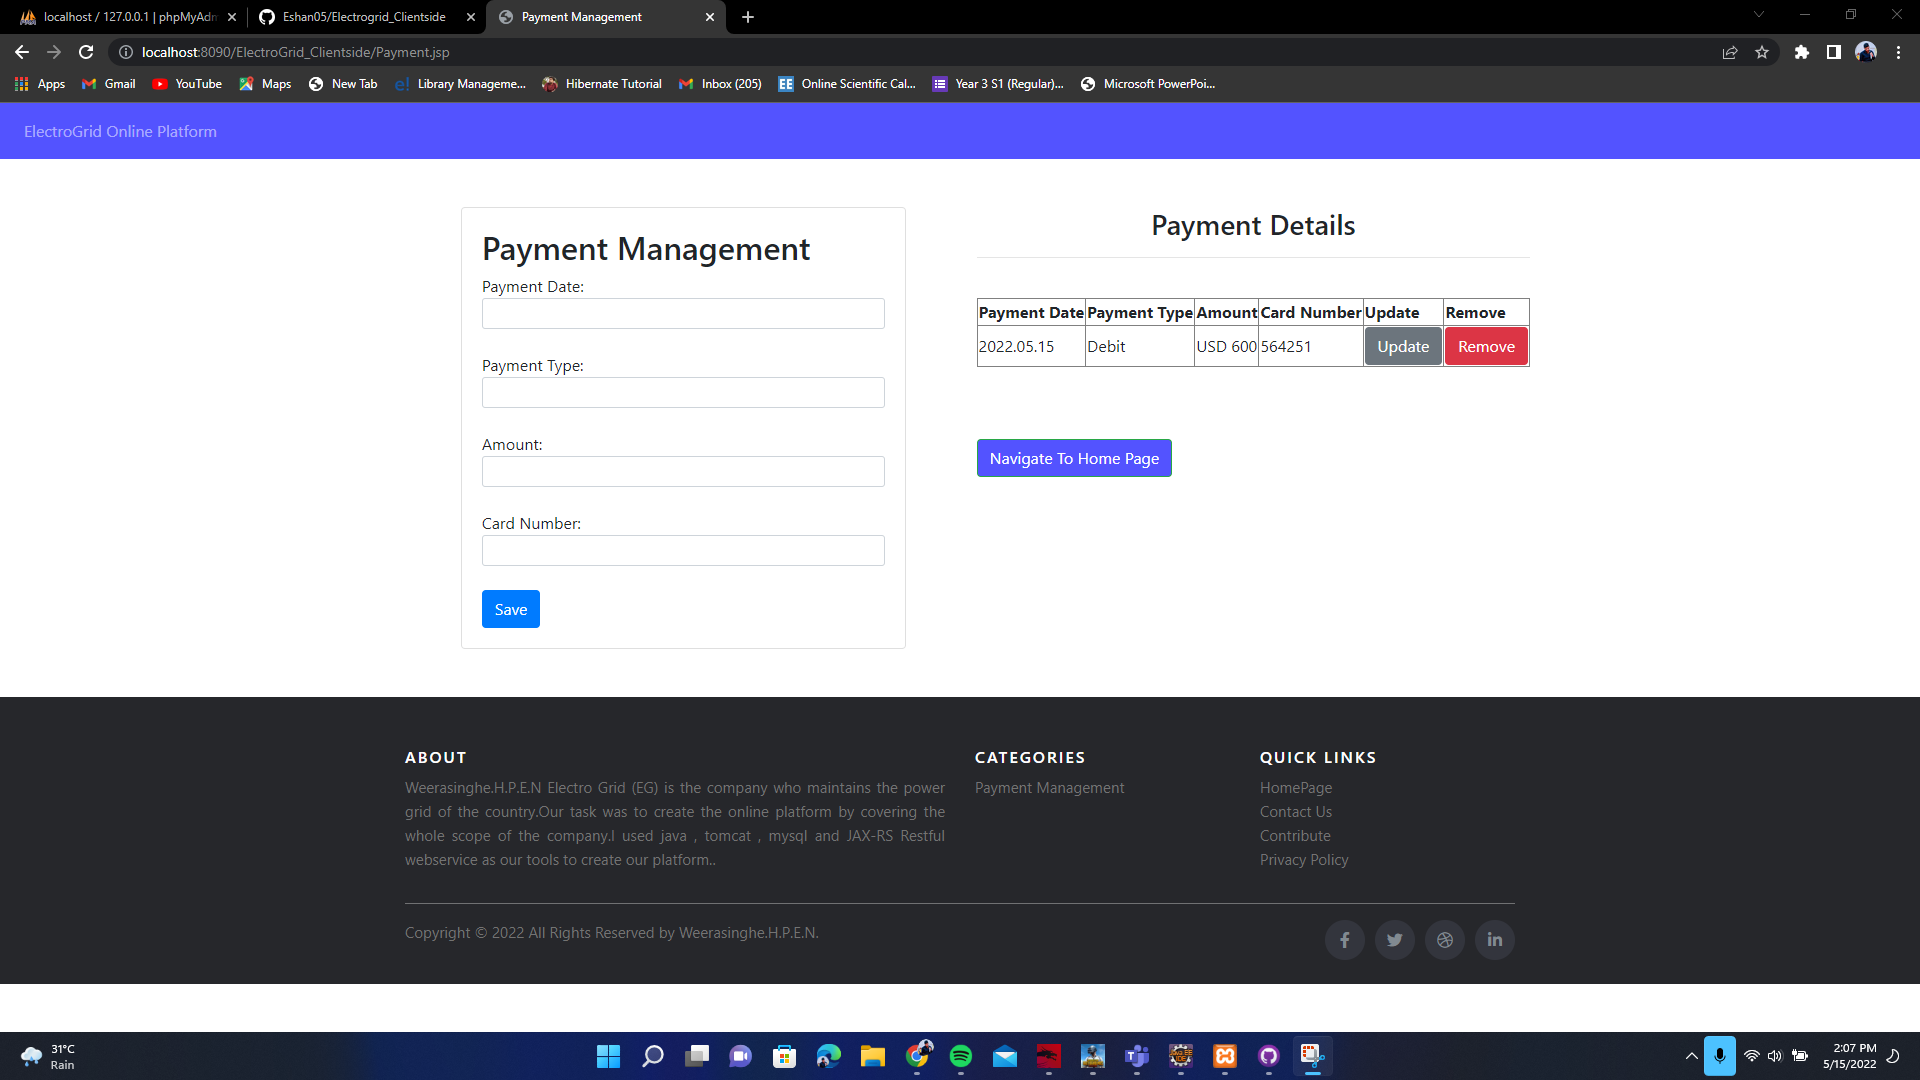 localhost / 127.0.0.1 | phpMyAdm
Eshan05/Electrogrid_Clientside
Payment Management
localhost:8090/ElectroGrid_Clientside/Payment.jsp
Apps
Gmail
YouTube
Maps
New Tab
Library Manageme...
Hibernate Tutorial
Inbox (205)
Online Scientific Cal...
Year 3 S1 (Regular)...
Microsoft PowerPoi...
ElectroGrid Online Platform
Payment Management
Payment Date:
Payment Type:
Amount:
Card Number:
Save
Payment Details
Payment Date Payment Type Amount Card Number Update Remove
2022.05.15 Debit USD 600 564251 Update Remove
Navigate To Home Page
ABOUT
Weerasinghe.H.P.E.N Electro Grid (EG) is the company who maintains the power
grid of the country.Our task was to create the online platform by covering the
whole scope of the company.I used java , tomcat , mysql and JAX-RS Restful
webservice as our tools to create our platform..
CATEGORIES
Payment Management
QUICK LINKS
HomePage
Contact Us
Contribute
Privacy Policy
Copyright © 2022 All Rights Reserved by Weerasinghe.H.P.E.N.
31°C
Rain
2:07 PM
5/15/2022